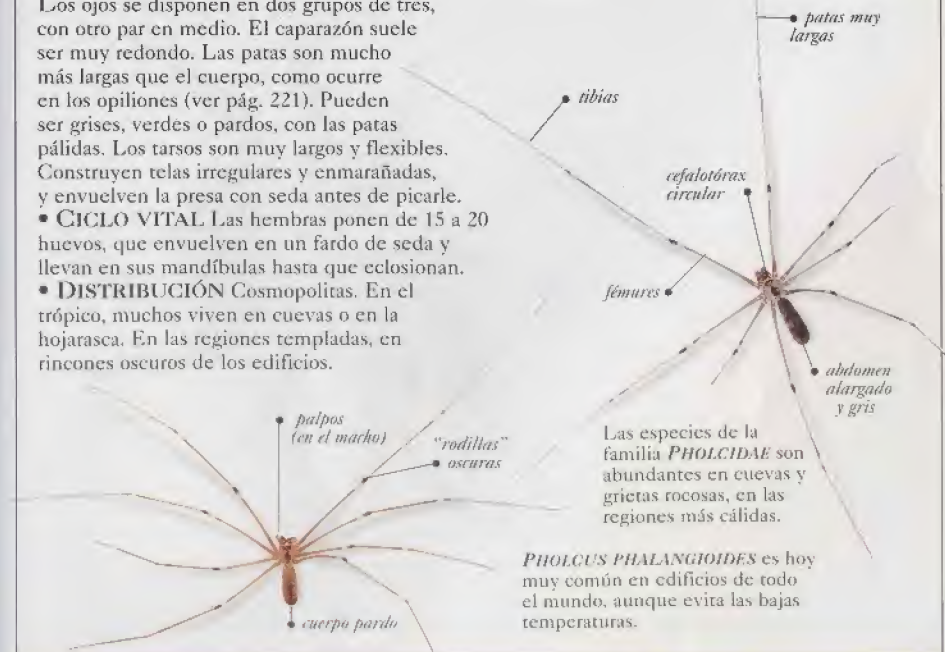 Los ojos se disponen en dos grupos de tres,
con otro par en medio. El caparazón suele
ser muy redondo. Las patas son mucho
más largas que el cuerpo, como ocurre
en los opiliones (ver pág. 221). Pueden
ser grises, verdes o pardos, con las patas
pálidas. Los tarsos son muy largos y flexibles.
Construyen telas irregulares y enmarañadas,
y envuelven la presa con seda antes de picarle.
• CICLO VITAL Las hembras ponen de 15 a 20
huevos, que envuelven en un fardo de seda y
llevan en sus mandíbulas hasta que eclosionan.
• DISTRIBUCIÓN Cosmopolitas. En el
trópico, muchos viven en cuevas o en la
hojarasca. En las regiones templadas, en
rincones oscuros de los edificios.
patas muy
largas
tibias
cefalotórax
circular
fémures
abdomen
alargado
y gris
palpos
(en el macho)
"rodillas"
oscuras
cuerpo pardo
Las especies de la
familia PHOLCIDAE son
abundantes en cuevas y
grietas rocosas, en las
regiones más cálidas.
PHOLCUS PHALANGIOIDES es hoy
muy común en edificios de todo
el mundo, aunque evita las bajas
temperaturas.